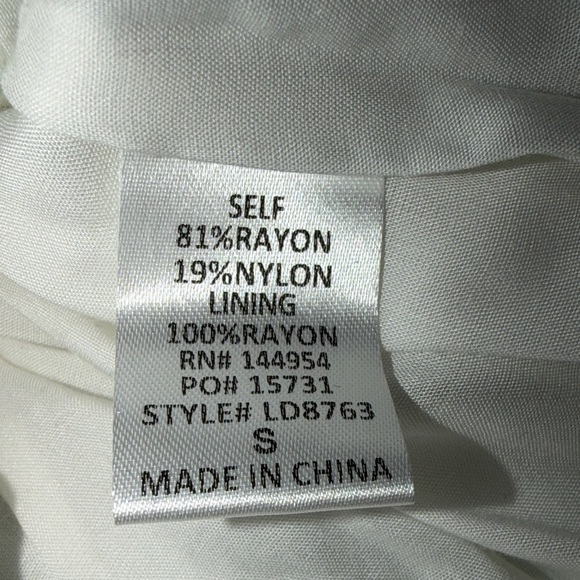 SELF
81%RAYON
19%NYLON
LINING
100%RAYON
RN# 144954
PO# 15731
STYLE# LD8763
S
MADE IN CHINA